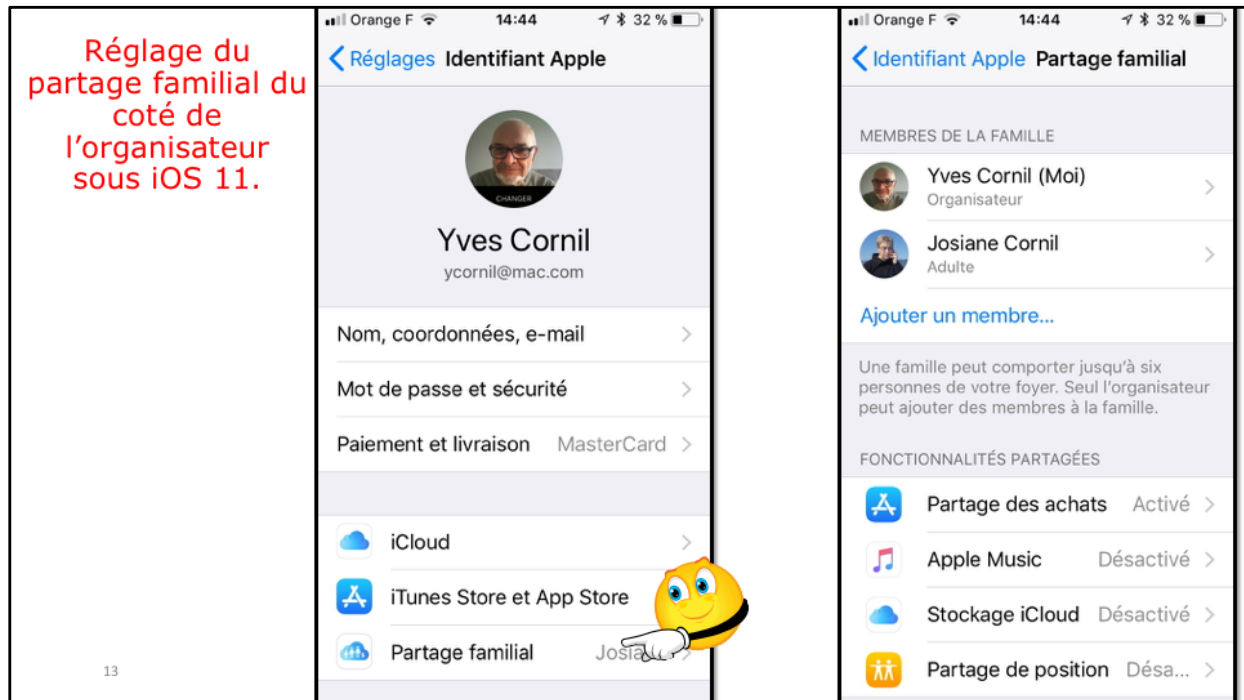 Réglage du
partage familial du
coté de
l’organisateur
sous iOS 11.
13
Orange F 14:44 32 %
Réglages Identifiant Apple
CHANGER
Yves Cornil
ycornil@mac.com
Nom, coordonnées, e-mail
Mot de passe et sécurité
Paiement et livraison MasterCard
iCloud
iTunes Store et App Store
Partage familial
Orange F 14:44 32 %
Identifiant Apple Partage familial
MEMBRES DE LA FAMILLE
Yves Cornil (Moi)
Organisateur
Josiane Cornil
Adulte
Ajouter un membre...
Une famille peut comporter jusqu’à six
personnes de votre foyer. Seul l’organisateur
peut ajouter des membres à la famille.
FONCTIONNALITÉS PARTAGÉES
Partage des achats Activé
Apple Music Désactivé
Stockage iCloud Désactivé
Partage de position Désa...